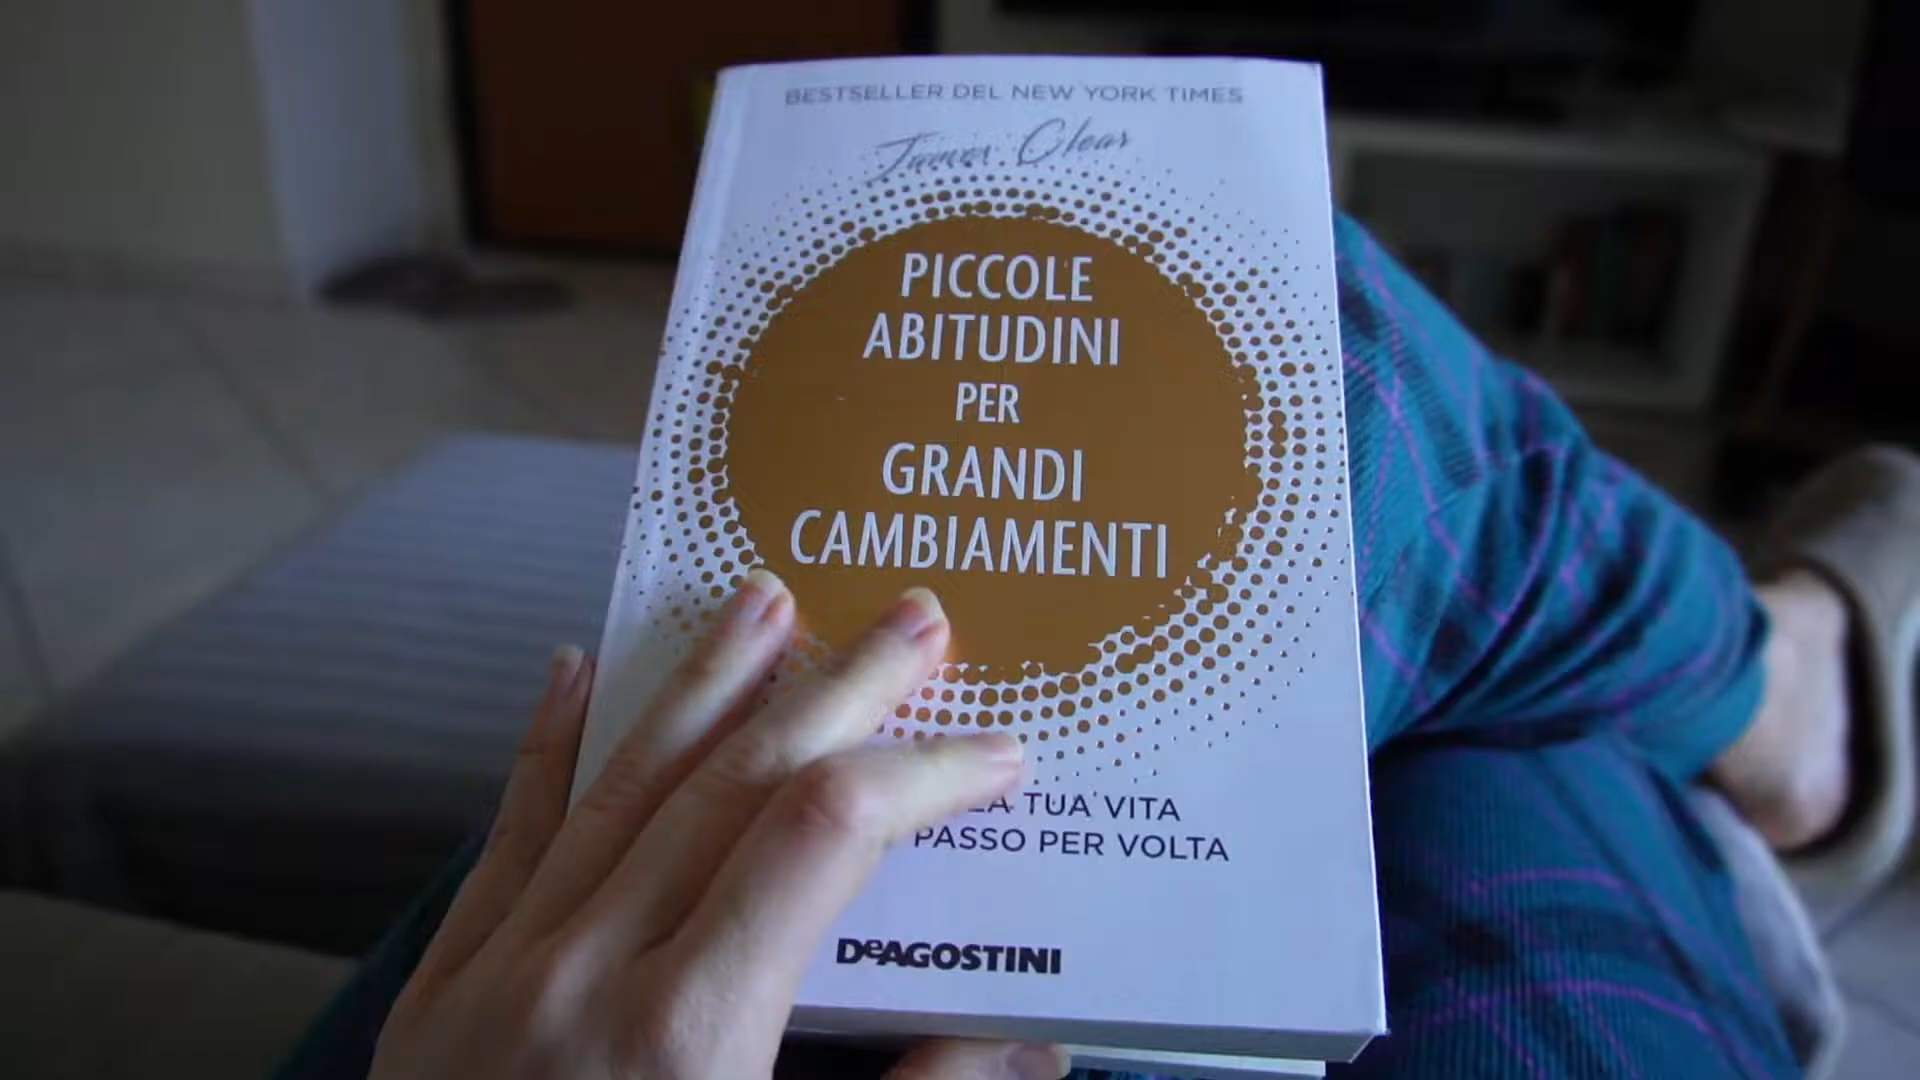 BESTSELLER DEL NEW YORK TIMES
James Clear
PICCOLE
ABITUDINI
PER
GRANDI
CAMBIAMENTI
TUA VITA
PASSO PER VOLTA
DeAGOSTINI